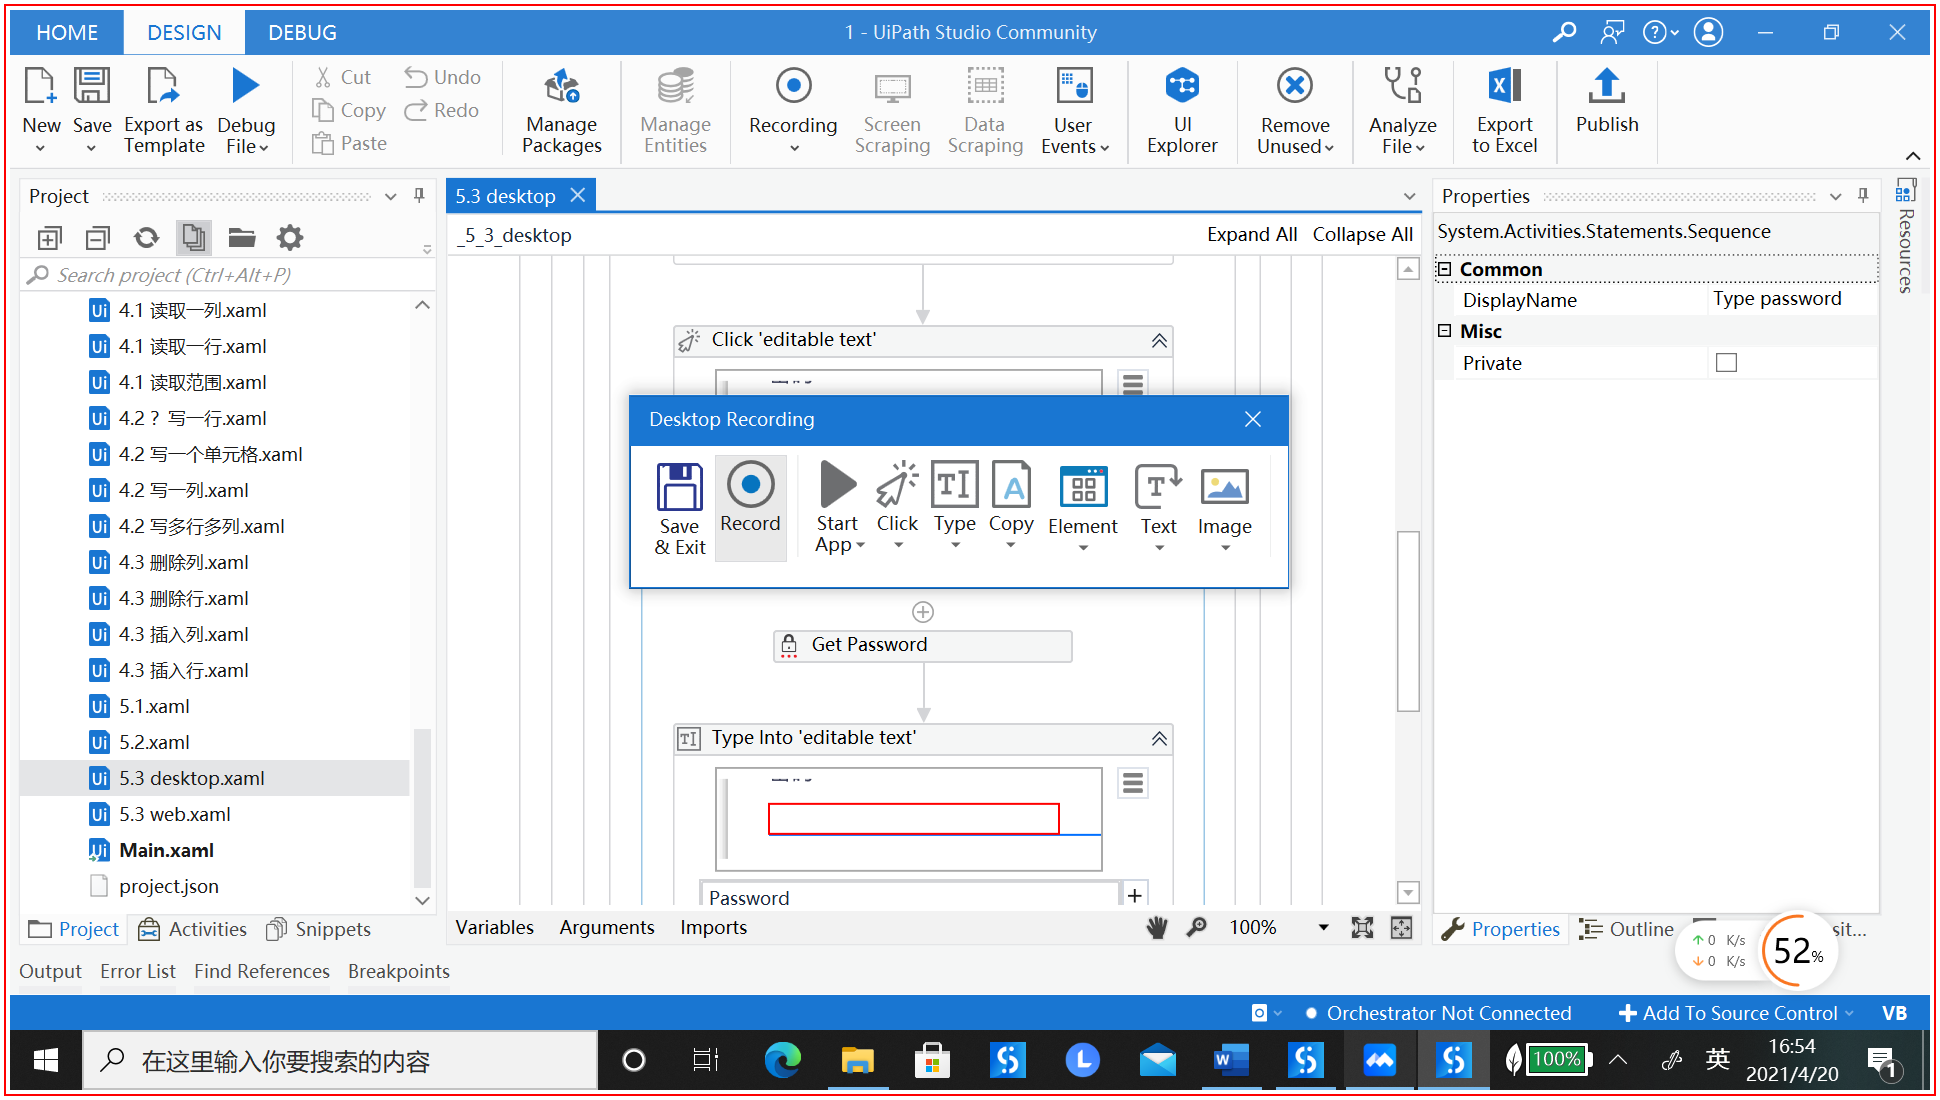 HOME DESIGN DEBUG 1 - UiPath Studio Community
New Save Export as Template Debug File
Cut Undo
Copy Redo
Paste
Manage Packages
Manage Entities
Recording
Screen Scraping
Data Scraping
User Events
UI Explorer
Remove Unused
Analyze File
Export to Excel
Publish
Project
Search project (Ctrl+Alt+P)
4.1 读取一列.xaml
4.1 读取一行.xaml
4.1 读取范围.xaml
4.2？写一行.xaml
4.2 写一个单元格.xaml
4.2 写一列.xaml
4.2 写多行多列.xaml
4.3 删除列.xaml
4.3 删除行.xaml
4.3 插入列.xaml
4.3 插入行.xaml
5.1.xaml
5.2.xaml
5.3 desktop.xaml
5.3 web.xaml
Main.xaml
project.json
Project Activities Snippets
5.3 desktop
_5_3_desktop Expand All Collapse All
Click 'editable text'
Desktop Recording
Save & Exit
Record
Start App
Click
Type
Copy
Element
Text
Image
Get Password
Type Into 'editable text'
Password
Variables Arguments Imports 100%
Properties
System.Activities.Statements.Sequence
Common
DisplayName Type password
Misc
Private
Resources
Properties Outline sit...
0 K/s
0 K/s
52%
Output Error List Find References Breakpoints
Orchestrator Not Connected Add To Source Control VB
在这里输入你要搜索的内容
100% 英
16:54
2021/4/20
1